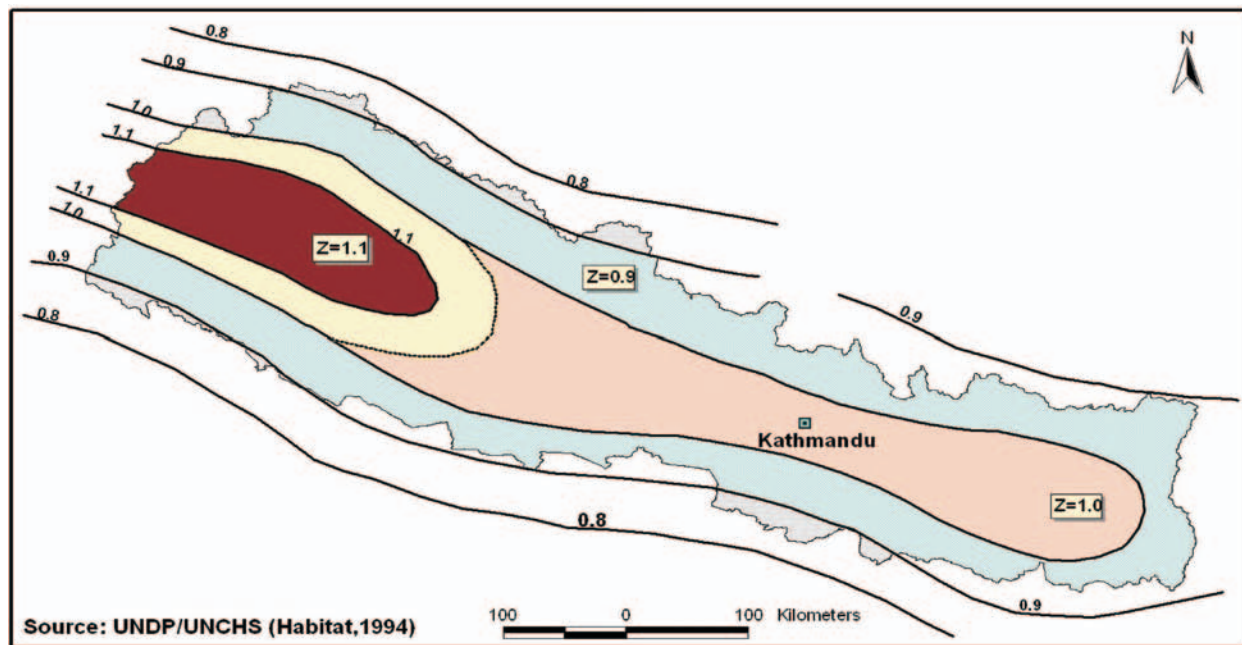 0.8
N
0.9
1.0
1.1
0.8
1.1
1.0
1.1
Z=1.1
0.9
Z=0.9
0.8
0.9
Kathmandu
Z=1.0
0.8
0.9
100 0 100 Kilometers
Source: UNDP/UNCHS (Habitat,1994)